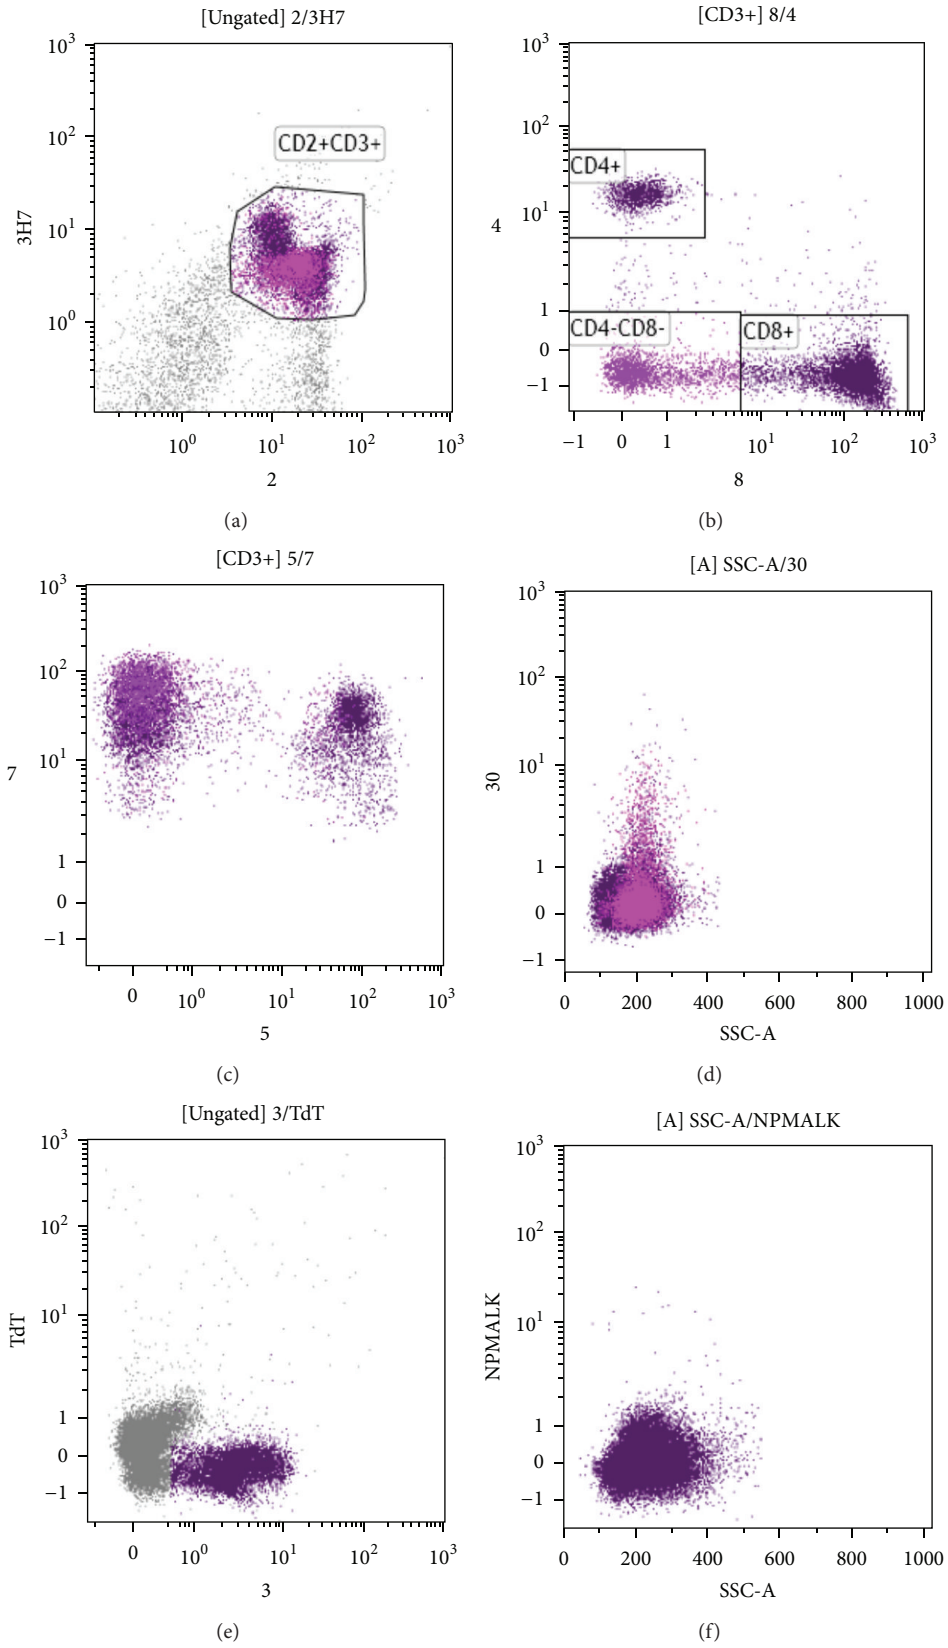 [Ungated] 2/3H7
10³
10²
10¹
10⁰
3H7
CD2+CD3+
10⁰ 10¹ 10² 10³
2
(a)
[CD3+] 8/4
10³
10²
10¹
1
0
−1
4
CD4+
CD4-CD8-
CD8+
−1 0 1 10¹ 10² 10³
8
(b)
[CD3+] 5/7
10³
10²
10¹
1
0
−1
7
0 10⁰ 10¹ 10² 10³
5
(c)
[A] SSC-A/30
10³
10²
10¹
1
0
−1
30
0 200 400 600 800 1000
SSC-A
(d)
[Ungated] 3/TdT
10³
10²
10¹
1
0
−1
TdT
0 10⁰ 10¹ 10² 10³
3
(e)
[A] SSC-A/NPMALK
10³
10²
10¹
1
0
−1
NPMALK
0 200 400 600 800 1000
SSC-A
(f)